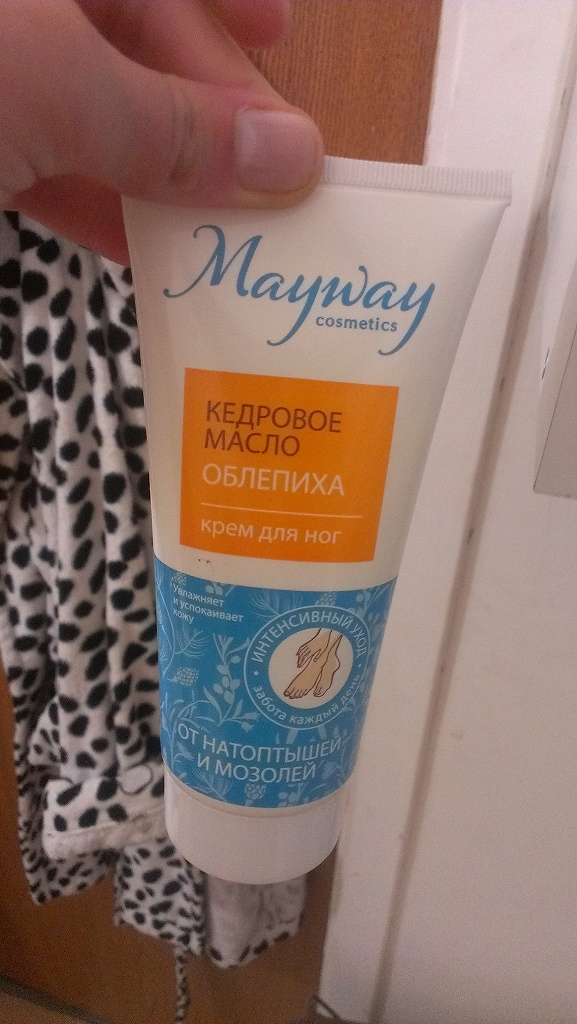 Mayway
cosmetics
КЕДРОВОЕ
МАСЛО
ОБЛЕПИХА
крем для ног
Увлажняет
и успокаивает
кожу
ИНТЕНСИВНЫЙ УХОД
забота каждый день
ОТ НАТОПТЫШЕЙ
И МОЗОЛЕЙ